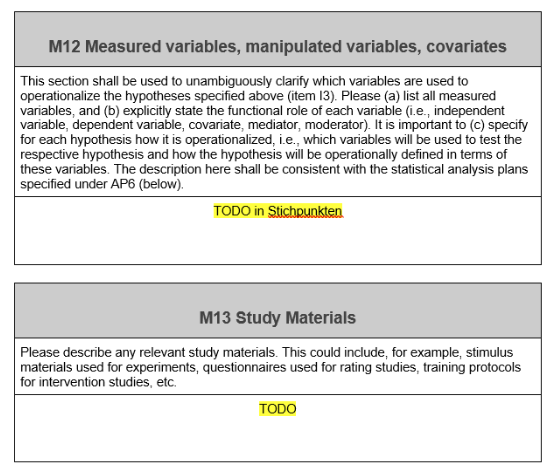 M12 Measured variables, manipulated variables, covariates
This section shall be used to unambiguously clarify which variables are used to
operationalize the hypotheses specified above (item I3). Please (a) list all measured
variables, and (b) explicitly state the functional role of each variable (i.e., independent
variable, dependent variable, covariate, mediator, moderator). It is important to (c) specify
for each hypothesis how it is operationalized, i.e., which variables will be used to test the
respective hypothesis and how the hypothesis will be operationally defined in terms of
these variables. The description here shall be consistent with the statistical analysis plans
specified under AP6 (below).
TODO in Stichpunkten
M13 Study Materials
Please describe any relevant study materials. This could include, for example, stimulus
materials used for experiments, questionnaires used for rating studies, training protocols
for intervention studies, etc.
TODO